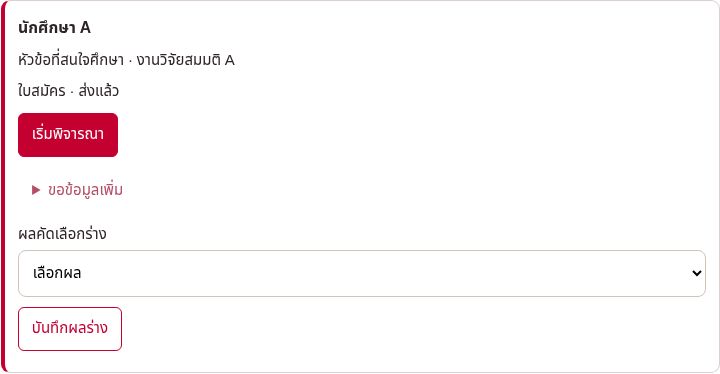 นักศึกษา A
หัวข้อที่สนใจศึกษา · งานวิจัยสมมติ A
ใบสมัคร · ส่งแล้ว
เริ่มพิจารณา
ขอข้อมูลเพิ่ม
ผลคัดเลือกร่าง
เลือกผล
บันทึกผลร่าง